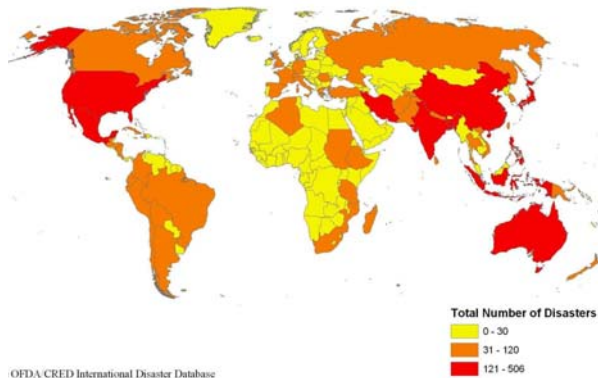 Total Number of Disasters
0 - 30
31 - 120
121 - 506
OFDA/CRED International Disaster Database